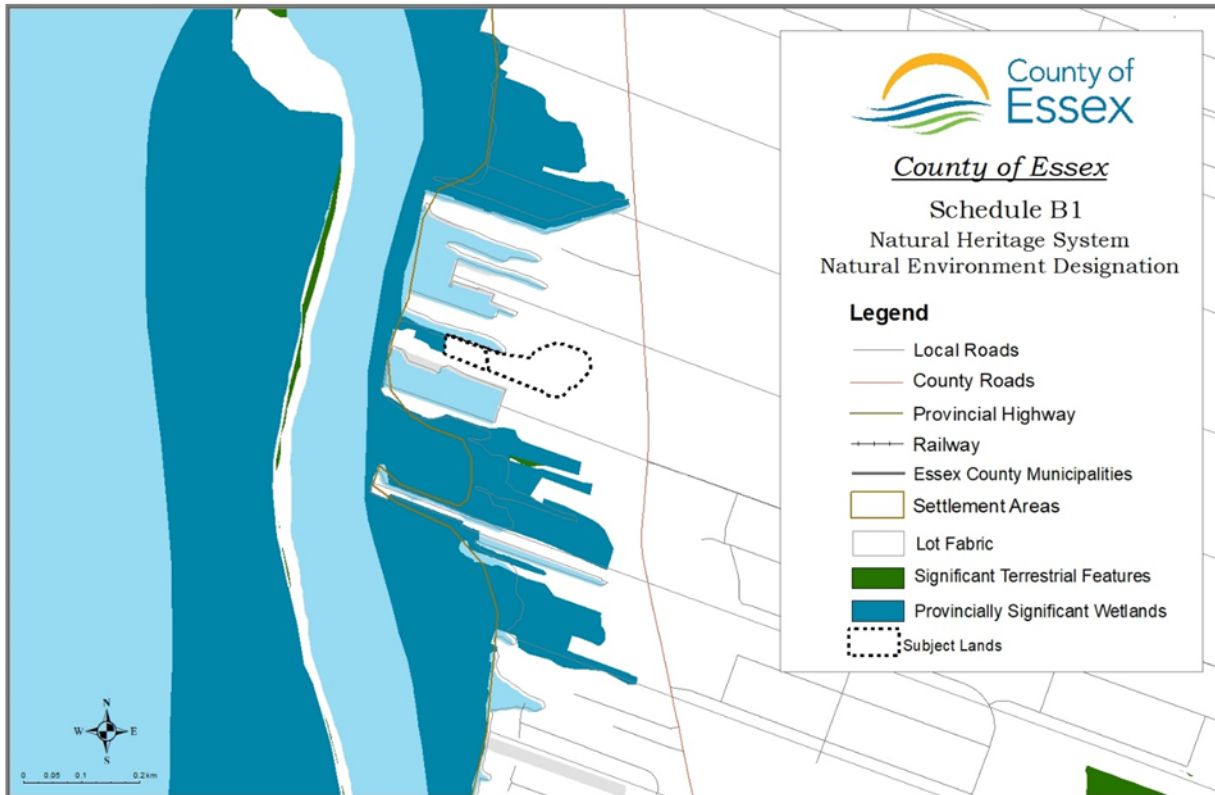 County of
Essex
County of Essex
Schedule B1
Natural Heritage System
Natural Environment Designation
Legend
Local Roads
County Roads
Provincial Highway
Railway
Essex County Municipalities
Settlement Areas
Lot Fabric
Significant Terrestrial Features
Provincially Significant Wetlands
Subject Lands
N
W E
S
0 0.05 0.1 0.2 km